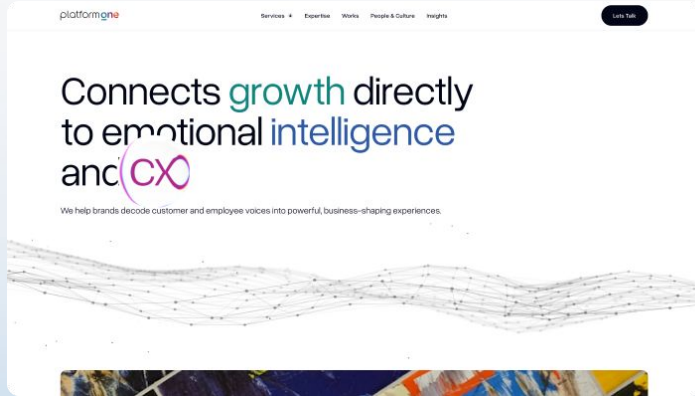 platformone
Services
Expertise
Works
People & Culture
Insights
Lets Talk
Connects growth directly
to emotional intelligence
and CX
We help brands decode customer and employee voices into powerful, business-shaping experiences.